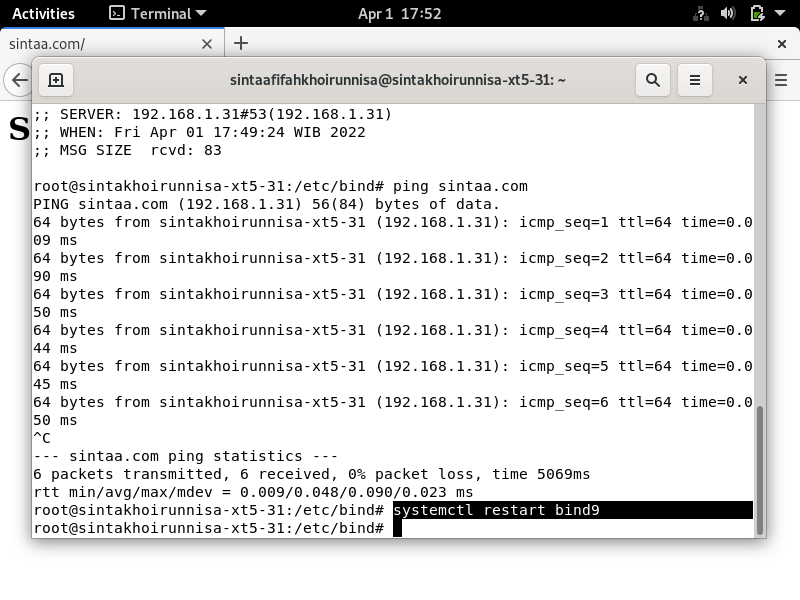 Activities Terminal Apr 1 17:52
sintaa.com/
sintaafifahkhoirunnisa@sintakhoirunnisa-xt5-31: ~
S
;; SERVER: 192.168.1.31#53(192.168.1.31)
;; WHEN: Fri Apr 01 17:49:24 WIB 2022
;; MSG SIZE  rcvd: 83
root@sintakhoirunnisa-xt5-31:/etc/bind# ping sintaa.com
PING sintaa.com (192.168.1.31) 56(84) bytes of data.
64 bytes from sintakhoirunnisa-xt5-31 (192.168.1.31): icmp_seq=1 ttl=64 time=0.0
09 ms
64 bytes from sintakhoirunnisa-xt5-31 (192.168.1.31): icmp_seq=2 ttl=64 time=0.0
90 ms
64 bytes from sintakhoirunnisa-xt5-31 (192.168.1.31): icmp_seq=3 ttl=64 time=0.0
50 ms
64 bytes from sintakhoirunnisa-xt5-31 (192.168.1.31): icmp_seq=4 ttl=64 time=0.0
44 ms
64 bytes from sintakhoirunnisa-xt5-31 (192.168.1.31): icmp_seq=5 ttl=64 time=0.0
45 ms
64 bytes from sintakhoirunnisa-xt5-31 (192.168.1.31): icmp_seq=6 ttl=64 time=0.0
50 ms
^C
--- sintaa.com ping statistics ---
6 packets transmitted, 6 received, 0% packet loss, time 5069ms
rtt min/avg/max/mdev = 0.009/0.048/0.090/0.023 ms
root@sintakhoirunnisa-xt5-31:/etc/bind# systemctl restart bind9
root@sintakhoirunnisa-xt5-31:/etc/bind#